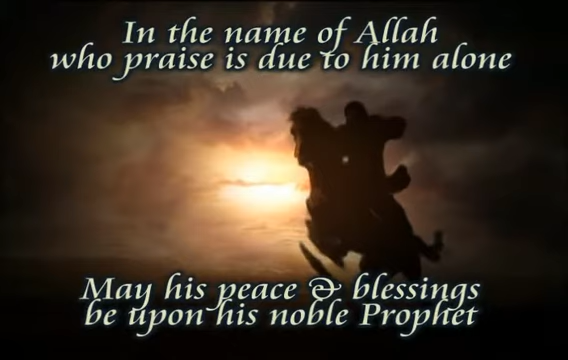 In the name of Allah
who praise is due to him alone
May his peace & blessings
be upon his noble Prophet